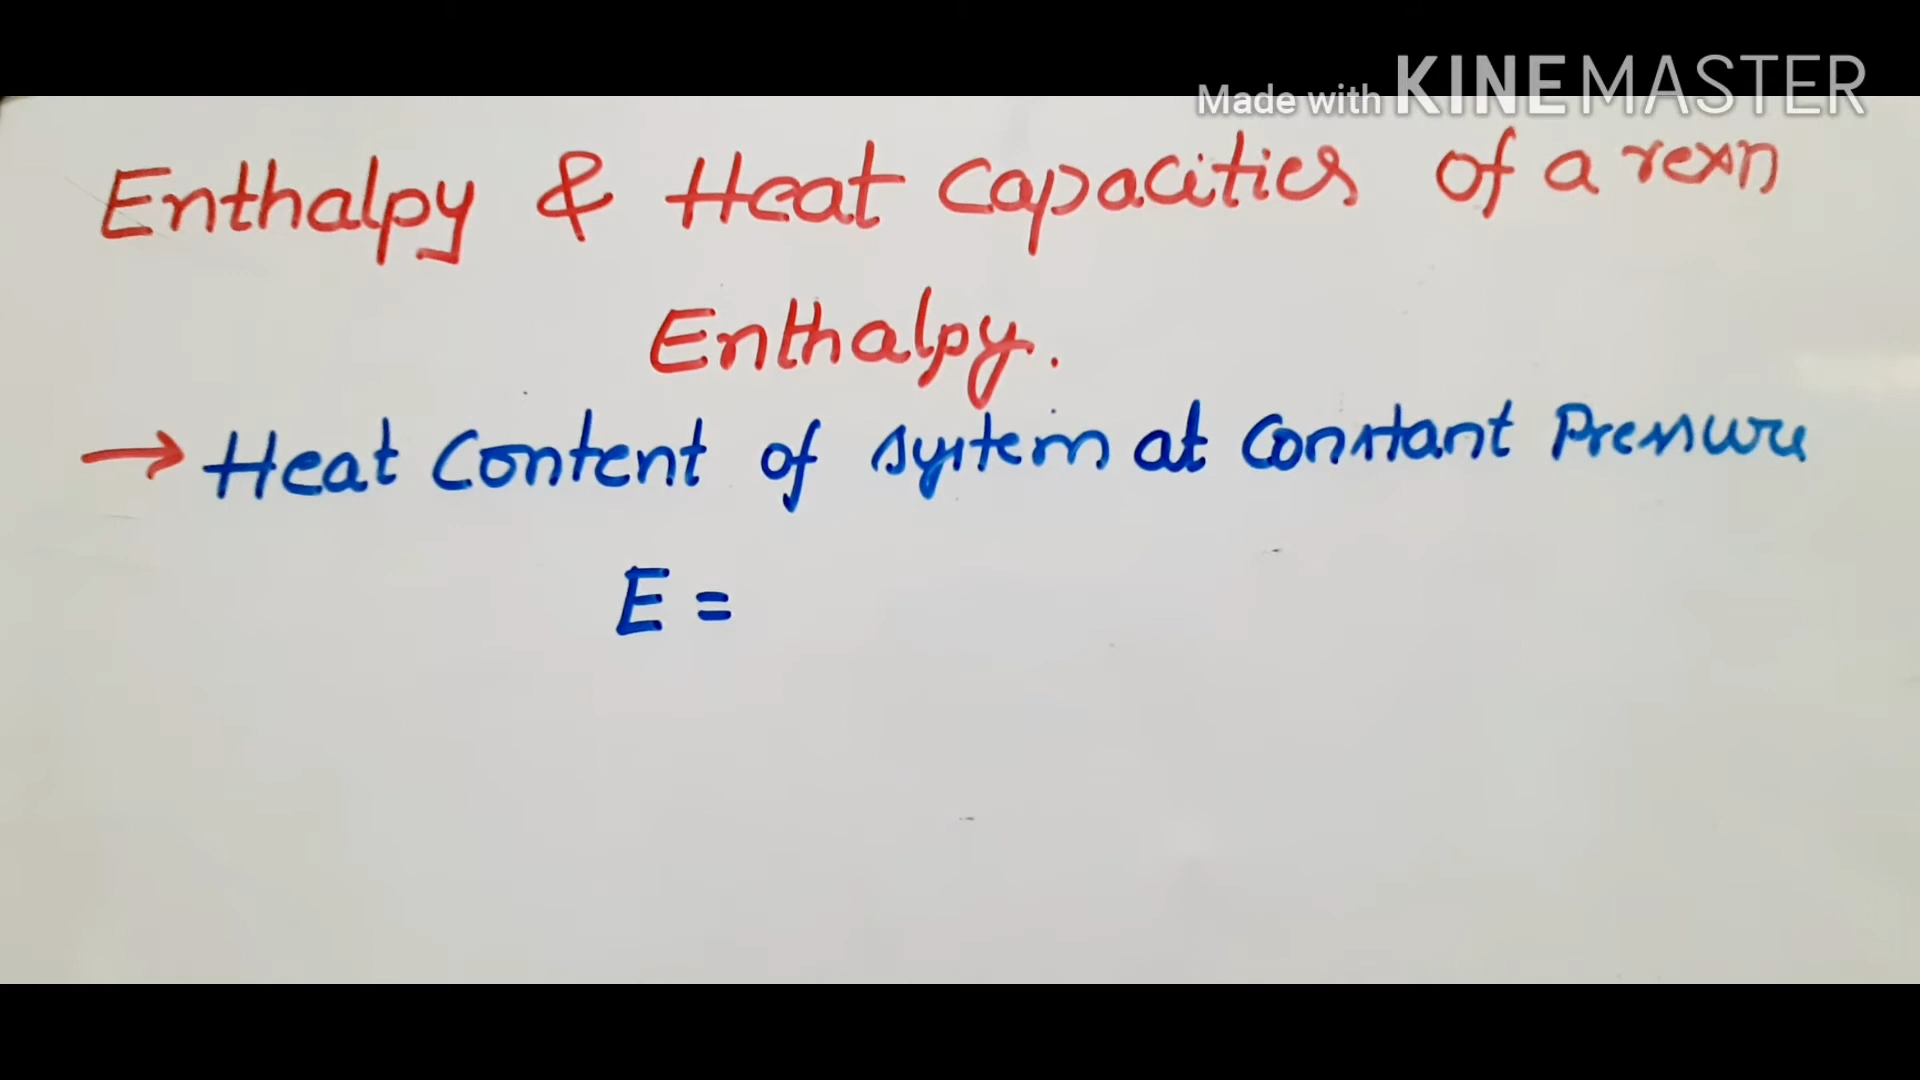 Made with KINEMASTER
Enthalpy & Heat Capacities of a rexn
Enthalpy.
→ Heat Content of system at Constant Pressure
E =